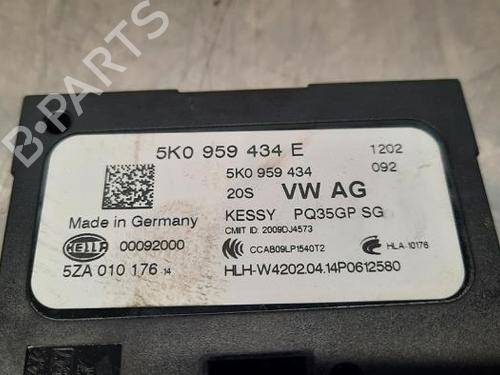 5K0 959 434 E
1202
5K0 959 434
092
20S VW AG
KESSY PQ35GP SG
CMIT ID: 2009DJ4573
Made in Germany
HELLA 00092000
CCAB09LP1540T2
HLA-10176
5ZA 010 176 14
HLH-W4202.04.14P0612580
B-PARTS